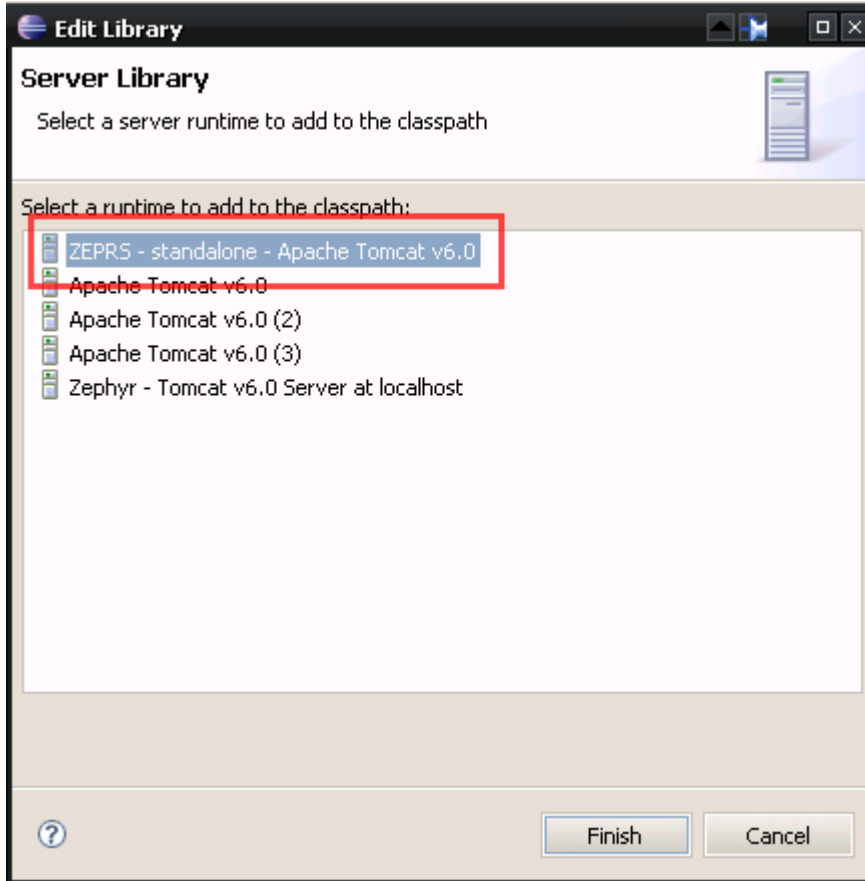 Edit Library
Server Library
Select a server runtime to add to the classpath
Select a runtime to add to the classpath:
ZEPRS - standalone - Apache Tomcat v6.0
Apache Tomcat v6.0
Apache Tomcat v6.0 (2)
Apache Tomcat v6.0 (3)
Zephyr - Tomcat v6.0 Server at localhost
?
Finish Cancel